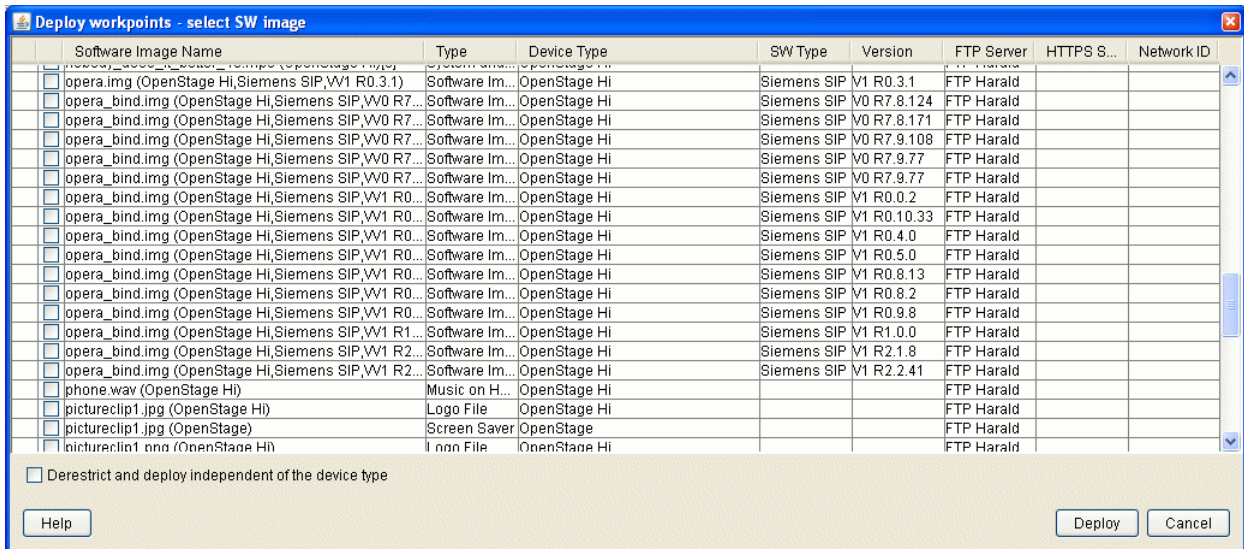 Deploy workpoints - select SW image
Software Image Name Type Device Type SW Type Version FTP Server HTTPS S... Network ID
opera.img (OpenStage Hi,Siemens SIP,VV1 R0.3.1) Software Im... OpenStage Hi Siemens SIP V1 R0.3.1 FTP Harald
opera_bind.img (OpenStage Hi,Siemens SIP,VV0 R7... Software Im... OpenStage Hi Siemens SIP V0 R7.8.124 FTP Harald
opera_bind.img (OpenStage Hi,Siemens SIP,VV0 R7... Software Im... OpenStage Hi Siemens SIP V0 R7.8.171 FTP Harald
opera_bind.img (OpenStage Hi,Siemens SIP,VV0 R7... Software Im... OpenStage Hi Siemens SIP V0 R7.9.108 FTP Harald
opera_bind.img (OpenStage Hi,Siemens SIP,VV0 R7... Software Im... OpenStage Hi Siemens SIP V0 R7.9.77 FTP Harald
opera_bind.img (OpenStage Hi,Siemens SIP,VV0 R7... Software Im... OpenStage Hi Siemens SIP V0 R7.9.77 FTP Harald
opera_bind.img (OpenStage Hi,Siemens SIP,VV1 R0... Software Im... OpenStage Hi Siemens SIP V1 R0.0.2 FTP Harald
opera_bind.img (OpenStage Hi,Siemens SIP,VV1 R0... Software Im... OpenStage Hi Siemens SIP V1 R0.10.33 FTP Harald
opera_bind.img (OpenStage Hi,Siemens SIP,VV1 R0... Software Im... OpenStage Hi Siemens SIP V1 R0.4.0 FTP Harald
opera_bind.img (OpenStage Hi,Siemens SIP,VV1 R0... Software Im... OpenStage Hi Siemens SIP V1 R0.5.0 FTP Harald
opera_bind.img (OpenStage Hi,Siemens SIP,VV1 R0... Software Im... OpenStage Hi Siemens SIP V1 R0.8.13 FTP Harald
opera_bind.img (OpenStage Hi,Siemens SIP,VV1 R0... Software Im... OpenStage Hi Siemens SIP V1 R0.8.2 FTP Harald
opera_bind.img (OpenStage Hi,Siemens SIP,VV1 R0... Software Im... OpenStage Hi Siemens SIP V1 R0.9.8 FTP Harald
opera_bind.img (OpenStage Hi,Siemens SIP,VV1 R1... Software Im... OpenStage Hi Siemens SIP V1 R1.0.0 FTP Harald
opera_bind.img (OpenStage Hi,Siemens SIP,VV1 R2... Software Im... OpenStage Hi Siemens SIP V1 R2.1.8 FTP Harald
opera_bind.img (OpenStage Hi,Siemens SIP,VV1 R2... Software Im... OpenStage Hi Siemens SIP V1 R2.2.41 FTP Harald
phone.wav (OpenStage Hi) Music on H... OpenStage Hi FTP Harald
pictureclip1.jpg (OpenStage Hi) Logo File OpenStage Hi FTP Harald
pictureclip1.jpg (OpenStage) Screen Saver OpenStage FTP Harald
pictureclip1.png (OpenStage Hi) Logo File OpenStage Hi FTP Harald
Derestrict and deploy independent of the device type
Help Deploy Cancel